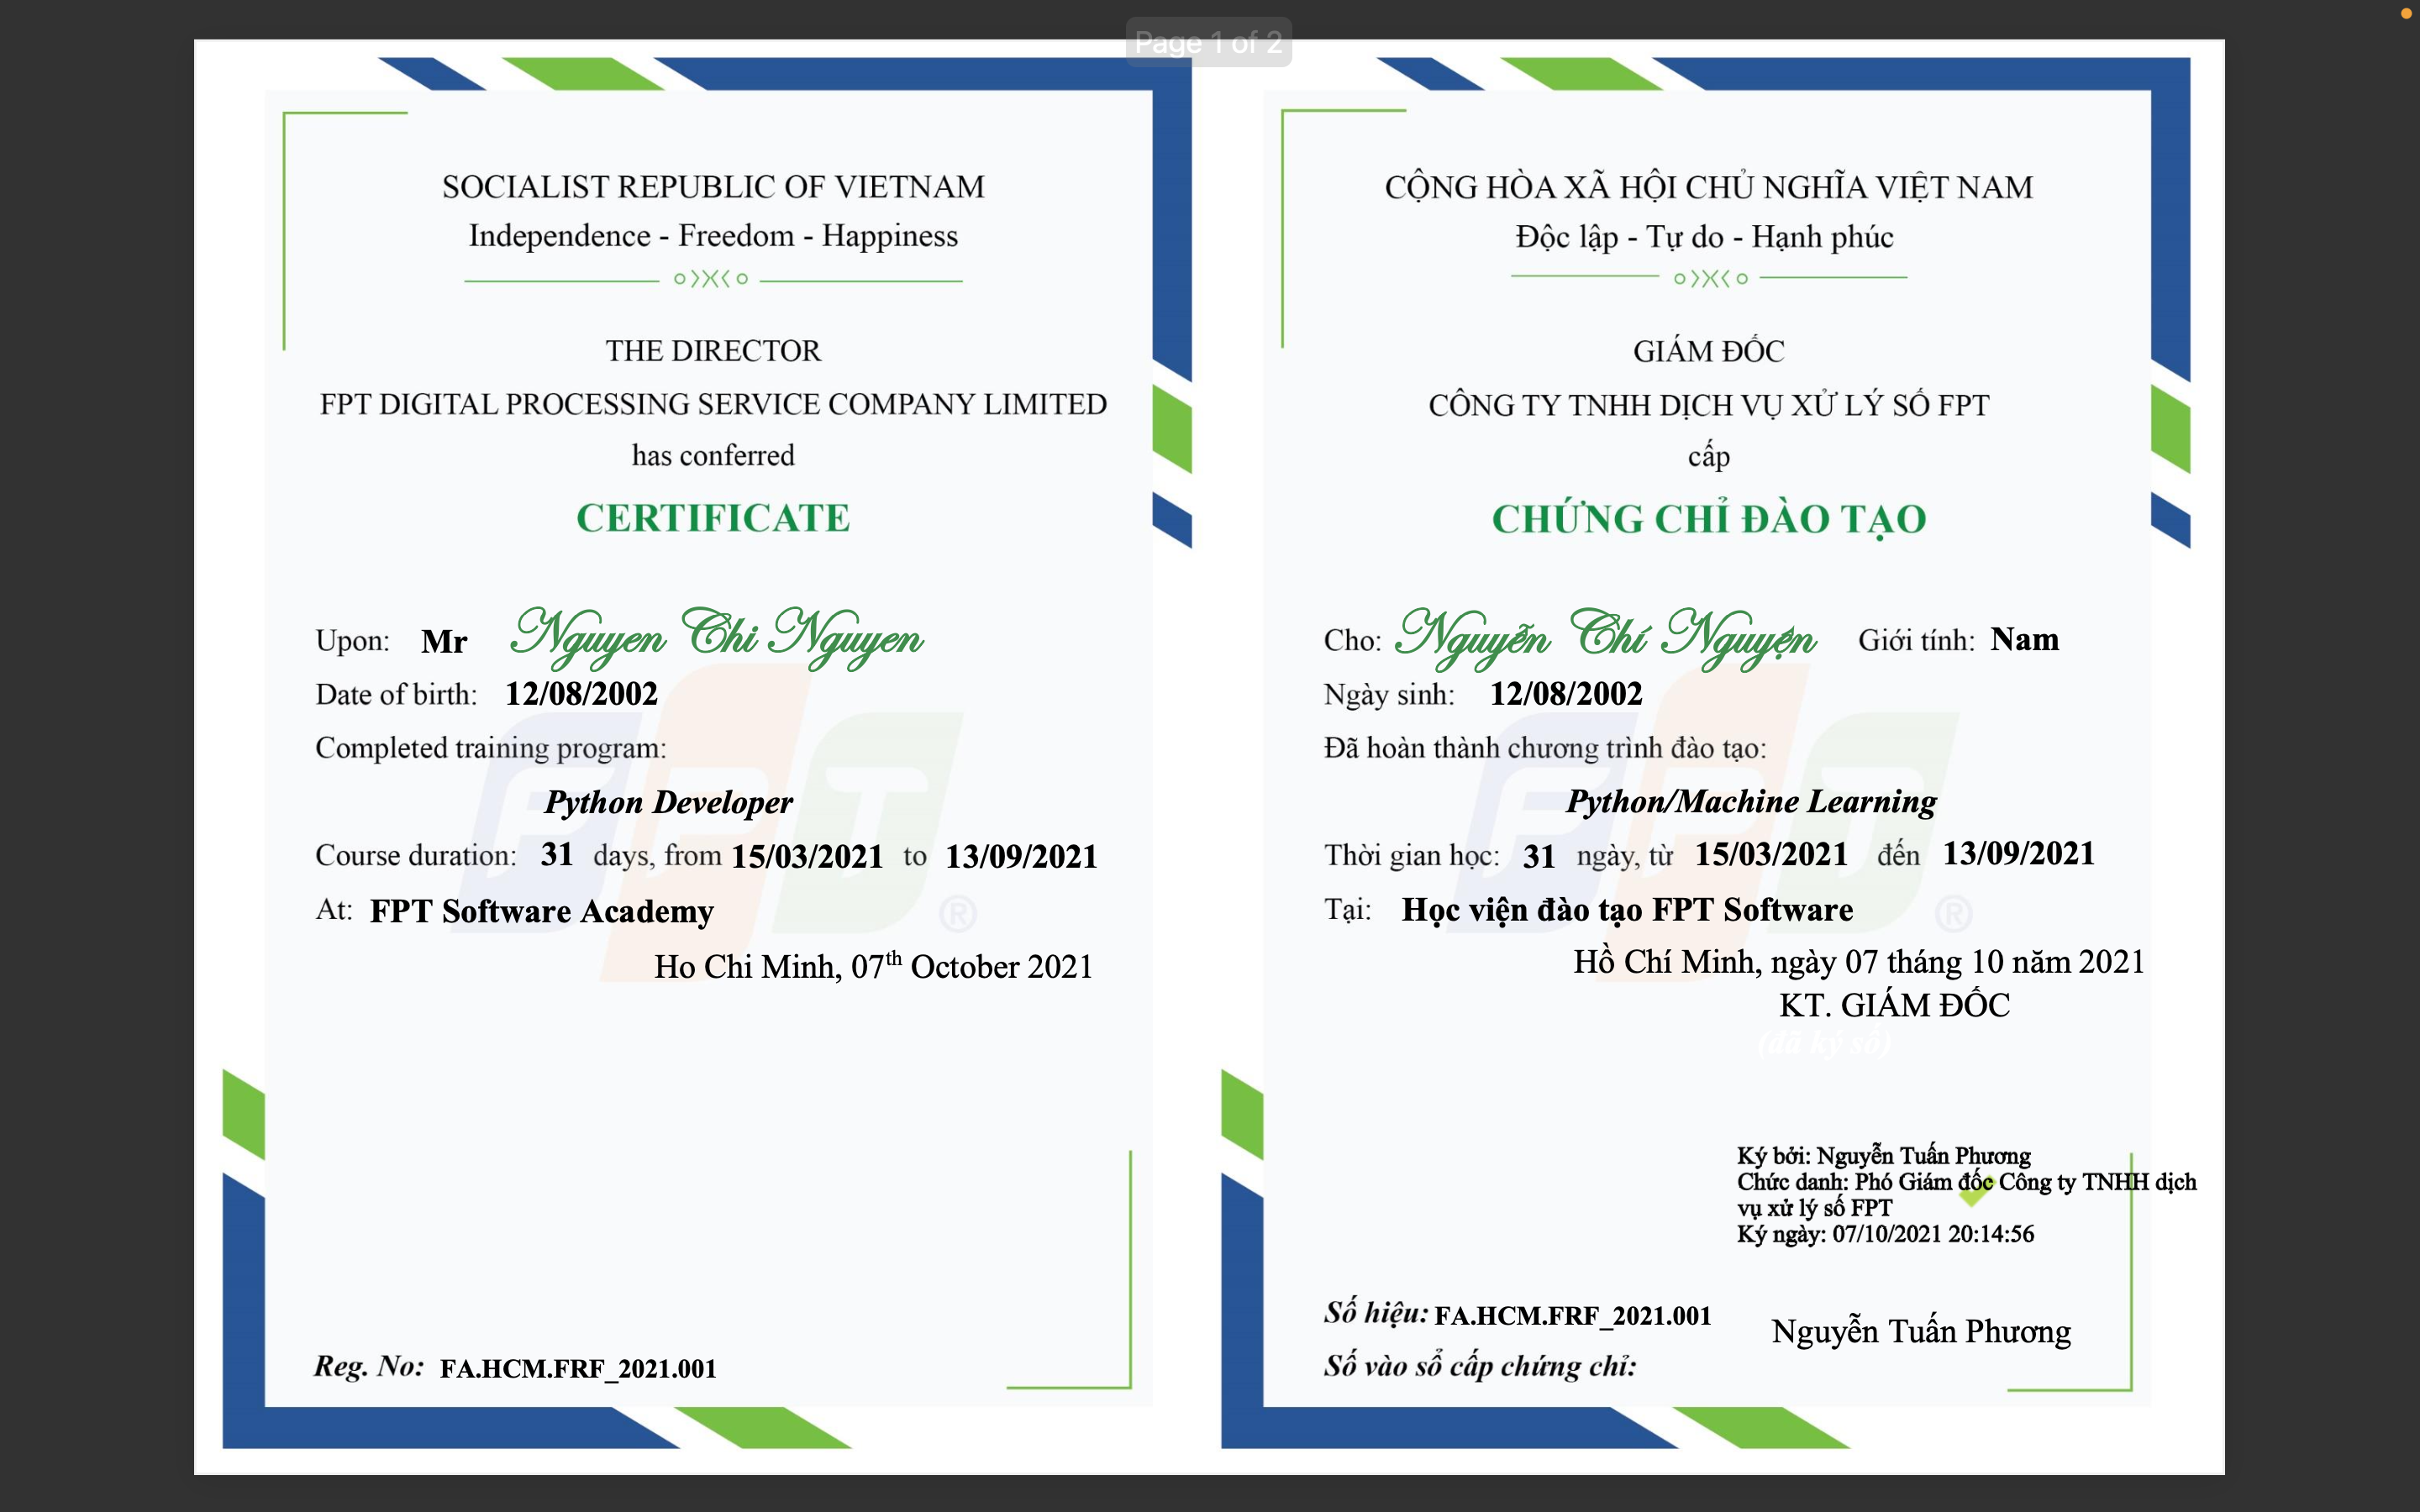 Page 1 of 2
SOCIALIST REPUBLIC OF VIETNAM
Independence - Freedom - Happiness
THE DIRECTOR
FPT DIGITAL PROCESSING SERVICE COMPANY LIMITED
has conferred
CERTIFICATE
Upon: Mr Nguyen Chi Nguyen
Date of birth: 12/08/2002
Completed training program:
Python Developer
Course duration: 31 days, from 15/03/2021 to 13/09/2021
At: FPT Software Academy
Ho Chi Minh, 07th October 2021
Reg. No: FA.HCM.FRF_2021.001
FPT ®
CỘNG HÒA XÃ HỘI CHỦ NGHĨA VIỆT NAM
Độc lập - Tự do - Hạnh phúc
GIÁM ĐỐC
CÔNG TY TNHH DỊCH VỤ XỬ LÝ SỐ FPT
cấp
CHỨNG CHỈ ĐÀO TẠO
Cho: Nguyễn Chí Nguyện Giới tính: Nam
Ngày sinh: 12/08/2002
Đã hoàn thành chương trình đào tạo:
Python/Machine Learning
Thời gian học: 31 ngày, từ 15/03/2021 đến 13/09/2021
Tại: Học viện đào tạo FPT Software
Hồ Chí Minh, ngày 07 tháng 10 năm 2021
KT. GIÁM ĐỐC
(đã ký số)
Ký bởi: Nguyễn Tuấn Phương
Chức danh: Phó Giám đốc Công ty TNHH dịch
vụ xử lý số FPT
Ký ngày: 07/10/2021 20:14:56
Số hiệu: FA.HCM.FRF_2021.001
Nguyễn Tuấn Phương
Số vào sổ cấp chứng chỉ:
FPT ®